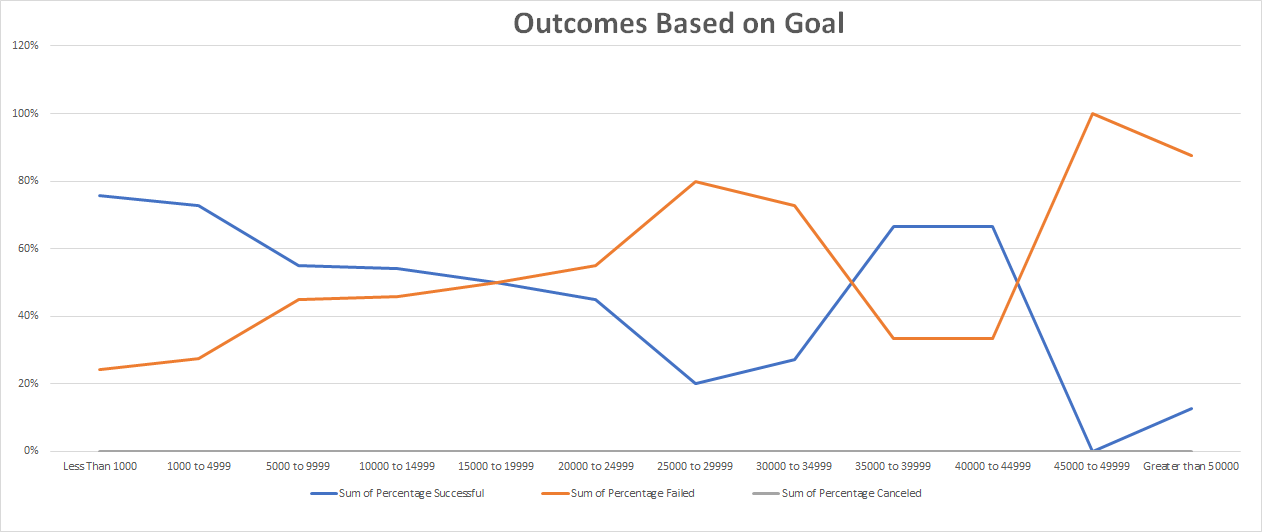 Outcomes Based on Goal
120%
100%
80%
60%
40%
20%
0%
Less Than 1000 1000 to 4999 5000 to 9999 10000 to 14999 15000 to 19999 20000 to 24999 25000 to 29999 30000 to 34999 35000 to 39999 40000 to 44999 45000 to 49999 Greater than 50000
Sum of Percentage Successful Sum of Percentage Failed Sum of Percentage Canceled